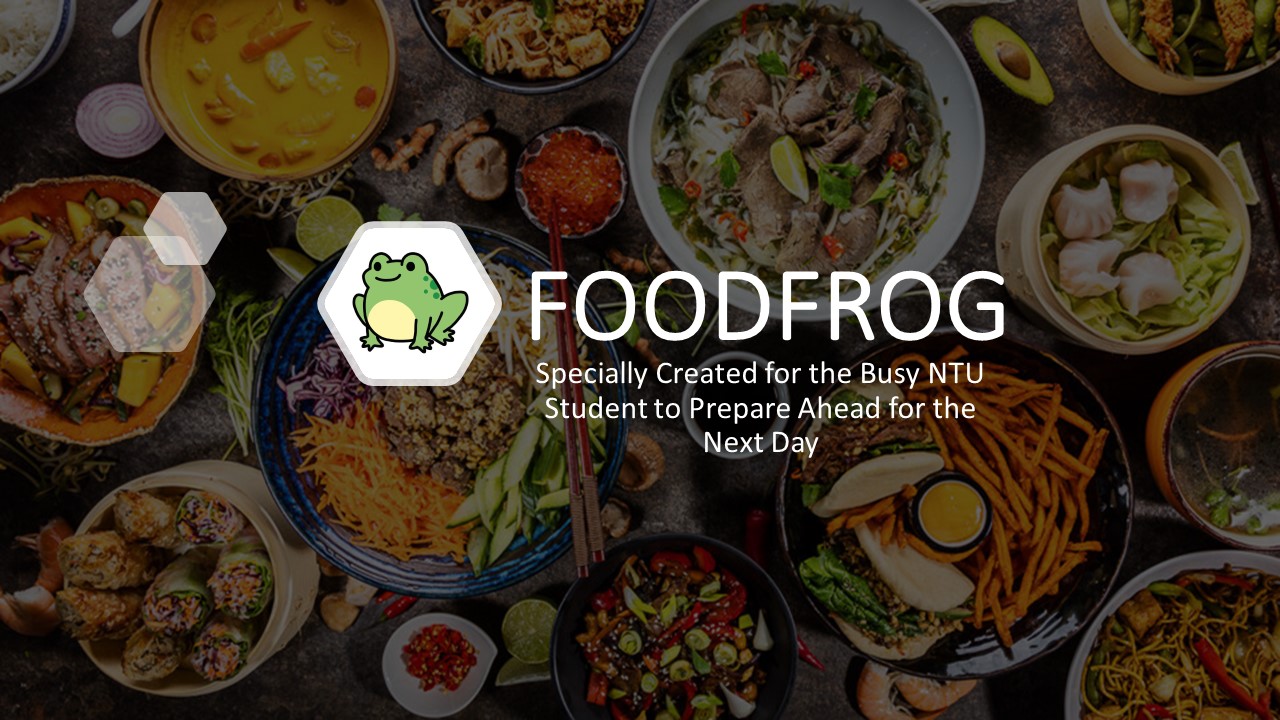 FOODFROG
Specially Created for the Busy NTU
Student to Prepare Ahead for the
Next Day